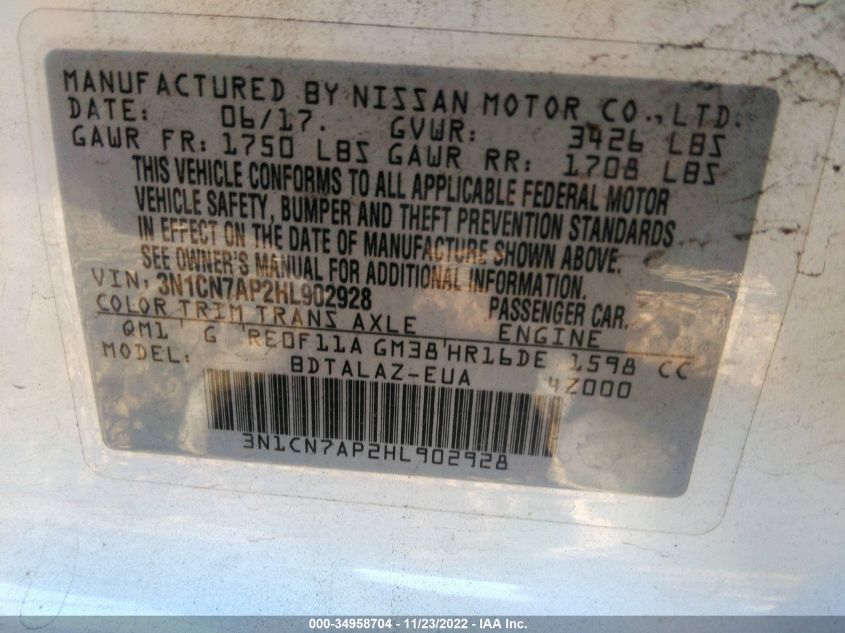 MANUFACTURED BY NISSAN MOTOR CO., LTD.
DATE: 06/17. GVWR: 3426 LBS
GAWR FR: 1750 LBS GAWR RR: 1708 LBS
THIS VEHICLE CONFORMS TO ALL APPLICABLE FEDERAL MOTOR
VEHICLE SAFETY, BUMPER AND THEFT PREVENTION STANDARDS
IN EFFECT ON THE DATE OF MANUFACTURE SHOWN ABOVE.
SEE OWNER'S MANUAL FOR ADDITIONAL INFORMATION.
VIN: 3N1CN7AP2HL902928 PASSENGER CAR.
COLOR TRIM TRANS AXLE ENGINE
QM1 G RE0F11A GM38 HR16DE 1598 CC
MODEL: BDTALAZ-EUA 4Z000
3N1CN7AP2HL902928
000-34958704 - 11/23/2022 - IAA Inc.